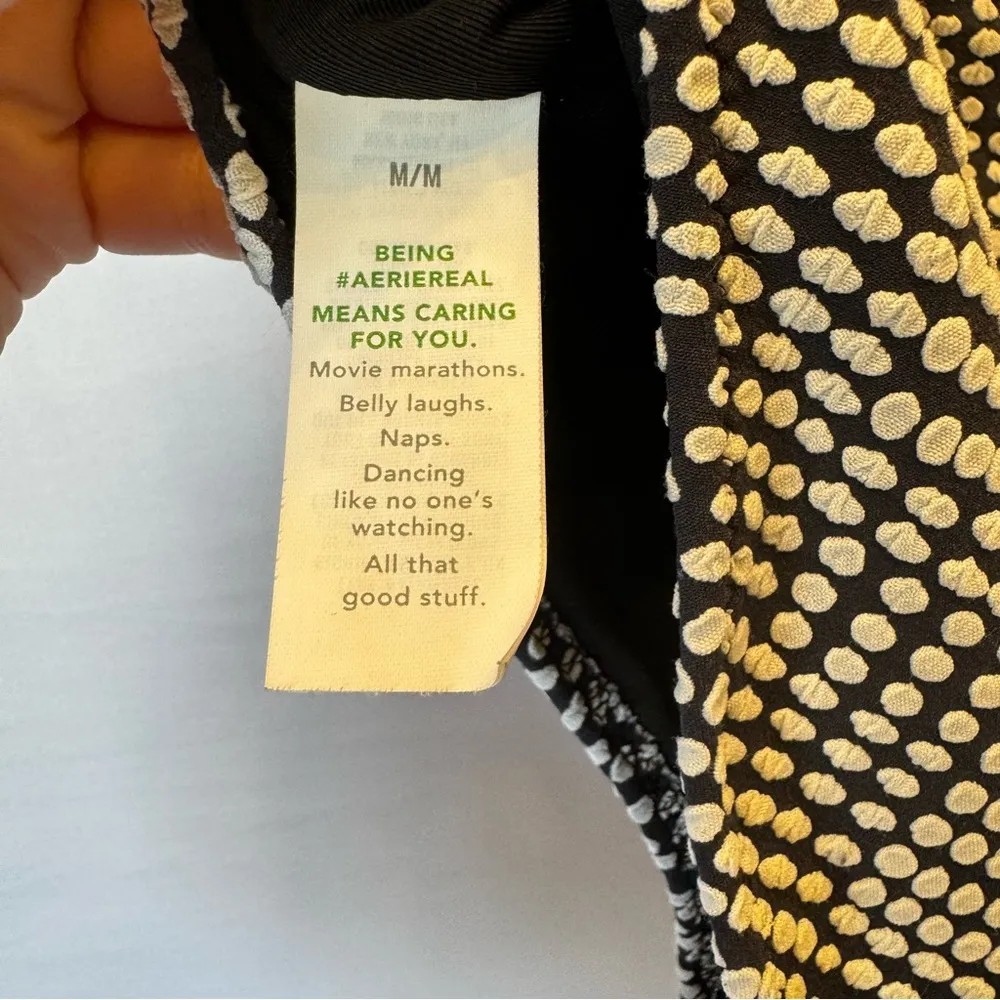 M/M
BEING
#AERIEREAL
MEANS CARING
FOR YOU.
Movie marathons.
Belly laughs.
Naps.
Dancing
like no one's
watching.
All that
good stuff.